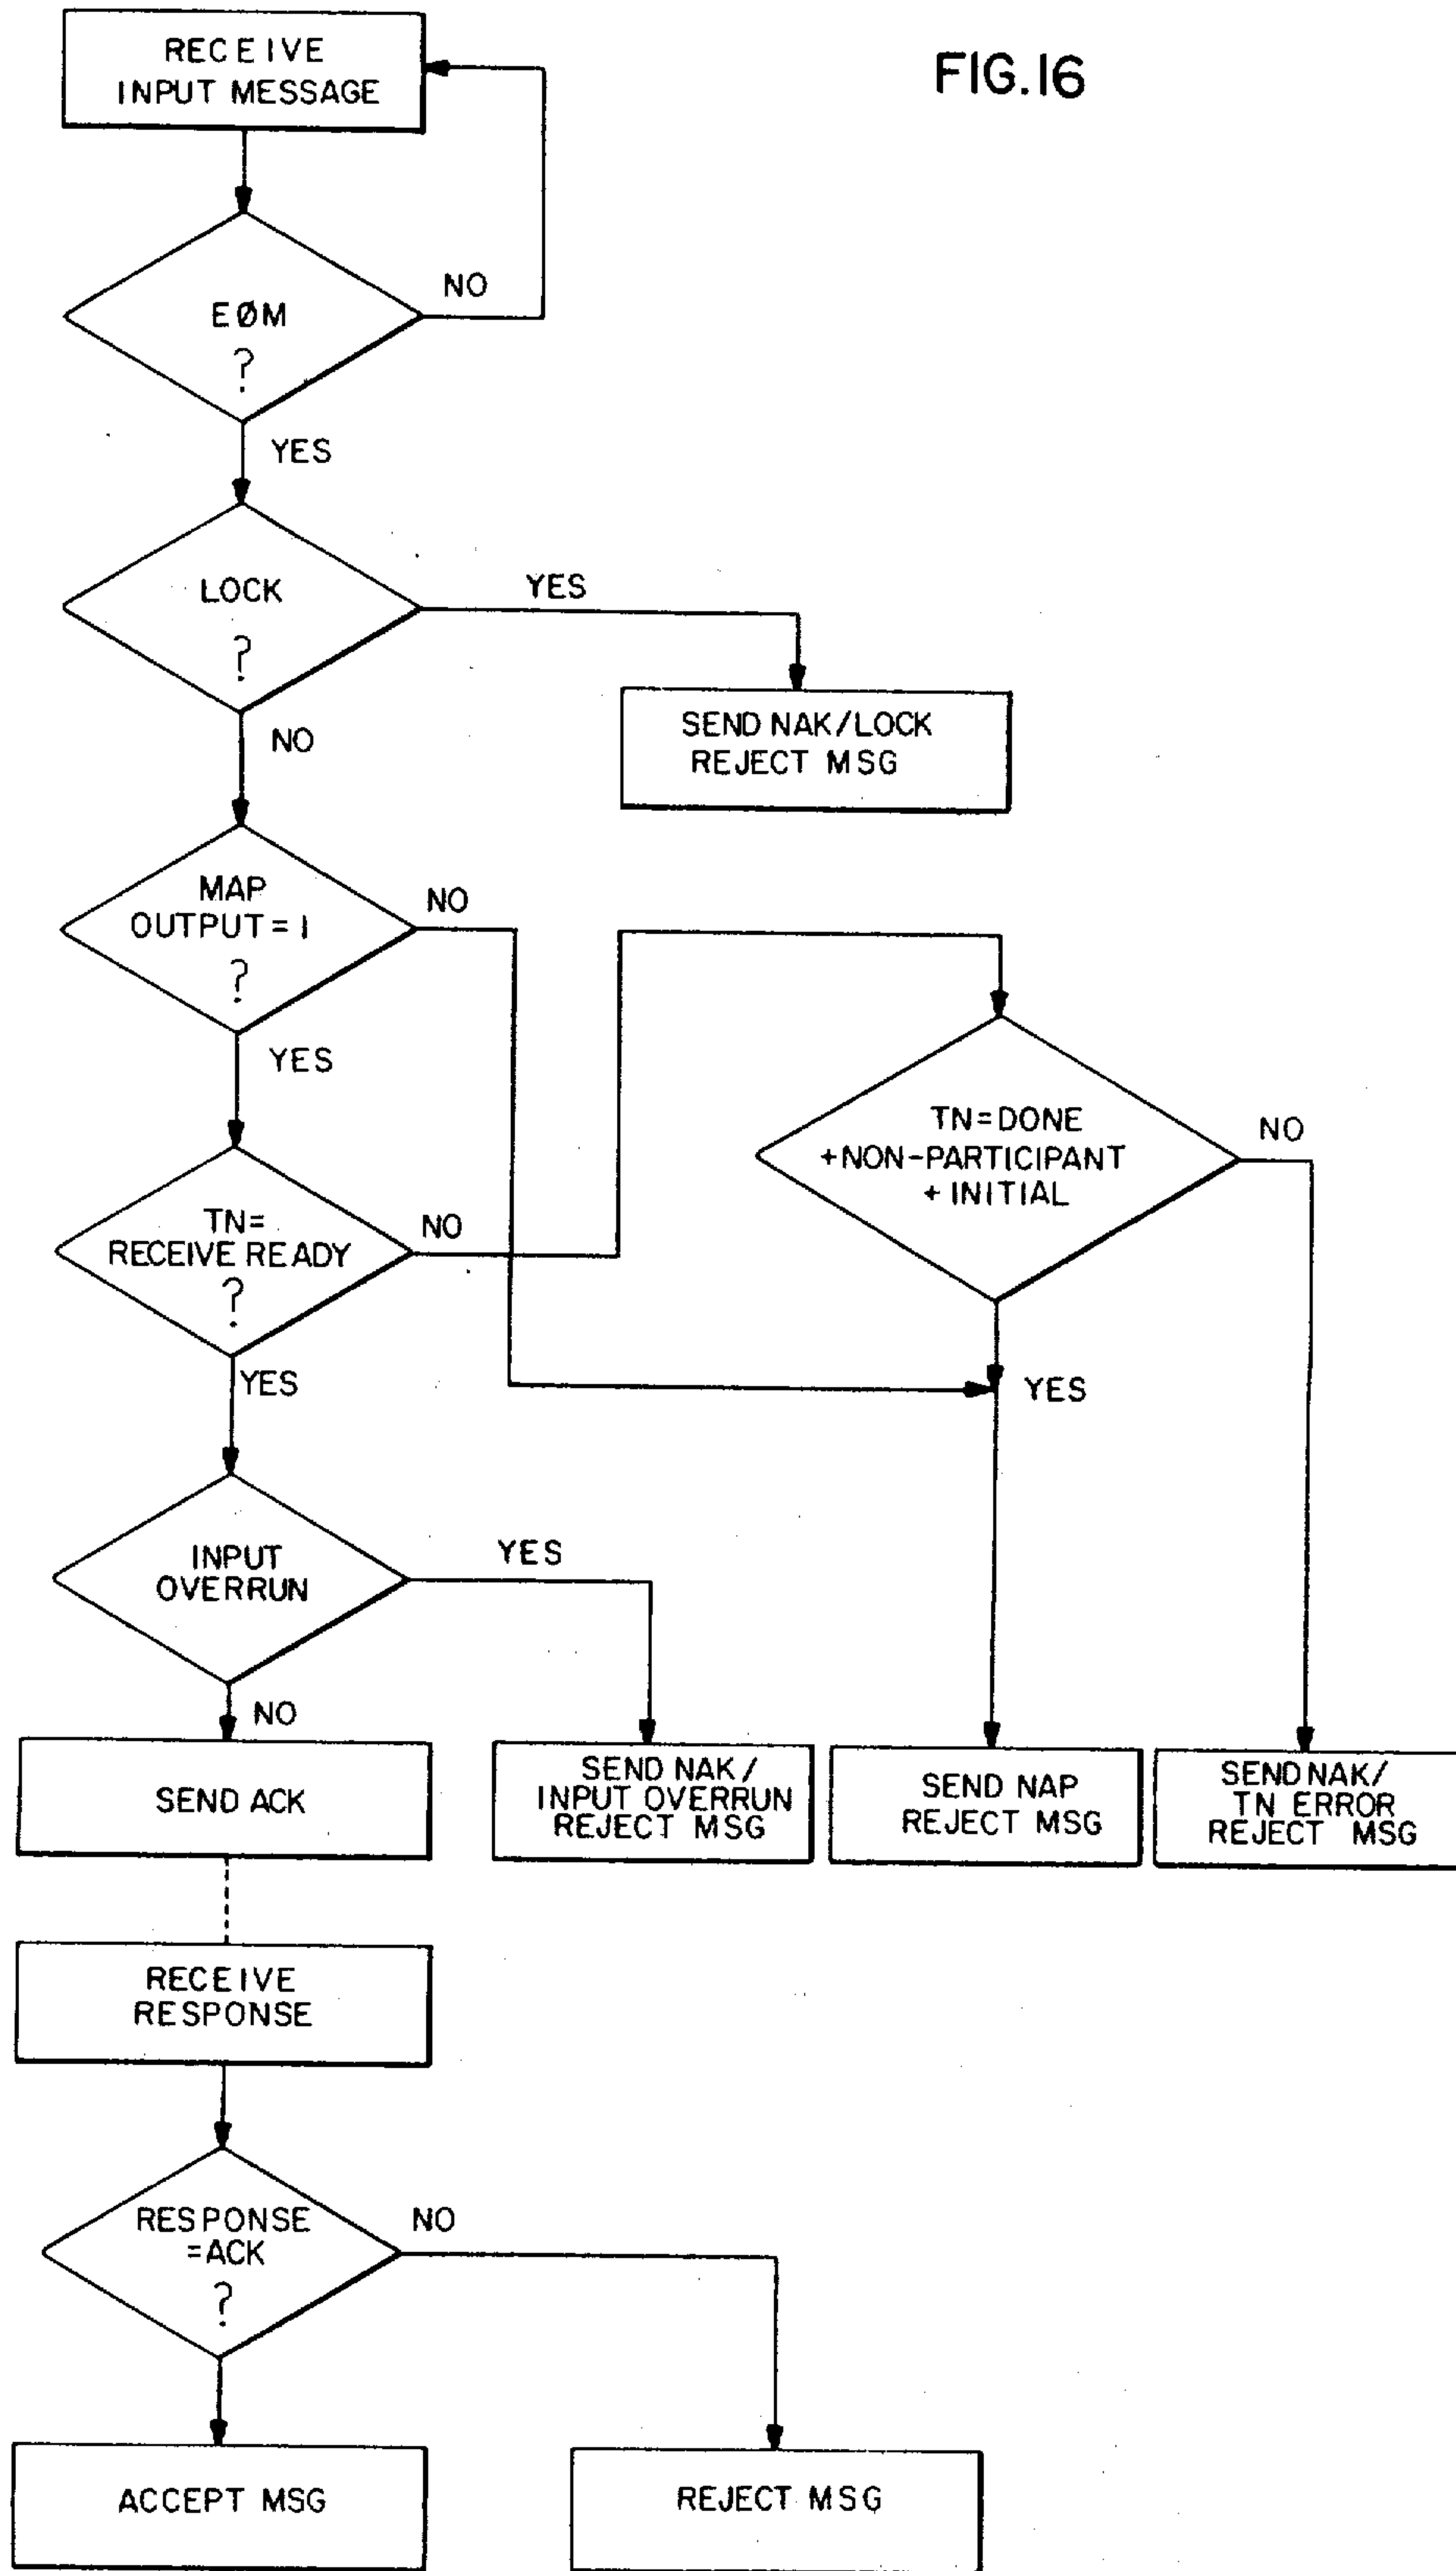 FIG.16
RECEIVE
INPUT MESSAGE
EØM
?
NO
YES
LOCK
?
YES
NO
SEND NAK/LOCK
REJECT MSG
MAP
OUTPUT = 1
?
NO
YES
TN=DONE
+NON-PARTICIPANT
+ INITIAL
NO
YES
TN=
RECEIVE READY
?
NO
YES
INPUT
OVERRUN
YES
NO
SEND ACK
SEND NAK/
INPUT OVERRUN
REJECT MSG
SEND NAP
REJECT MSG
SEND NAK/
TN ERROR
REJECT MSG
RECEIVE
RESPONSE
RESPONSE
=ACK
?
NO
ACCEPT MSG
REJECT MSG